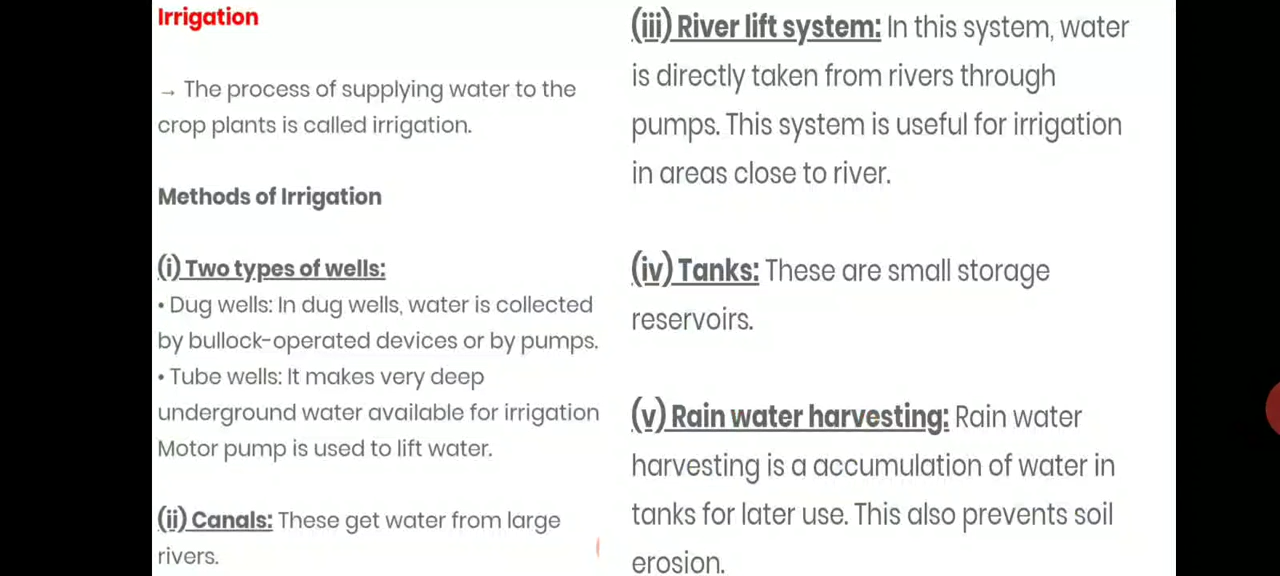 Irrigation
→ The process of supplying water to the
crop plants is called irrigation.
Methods of Irrigation
(i) Two types of wells:
• Dug wells: In dug wells, water is collected
by bullock-operated devices or by pumps.
• Tube wells: It makes very deep
underground water available for irrigation
Motor pump is used to lift water.
(ii) Canals: These get water from large
rivers.
(iii) River lift system: In this system, water
is directly taken from rivers through
pumps. This system is useful for irrigation
in areas close to river.
(iv) Tanks: These are small storage
reservoirs.
(v) Rain water harvesting: Rain water
harvesting is a accumulation of water in
tanks for later use. This also prevents soil
erosion.